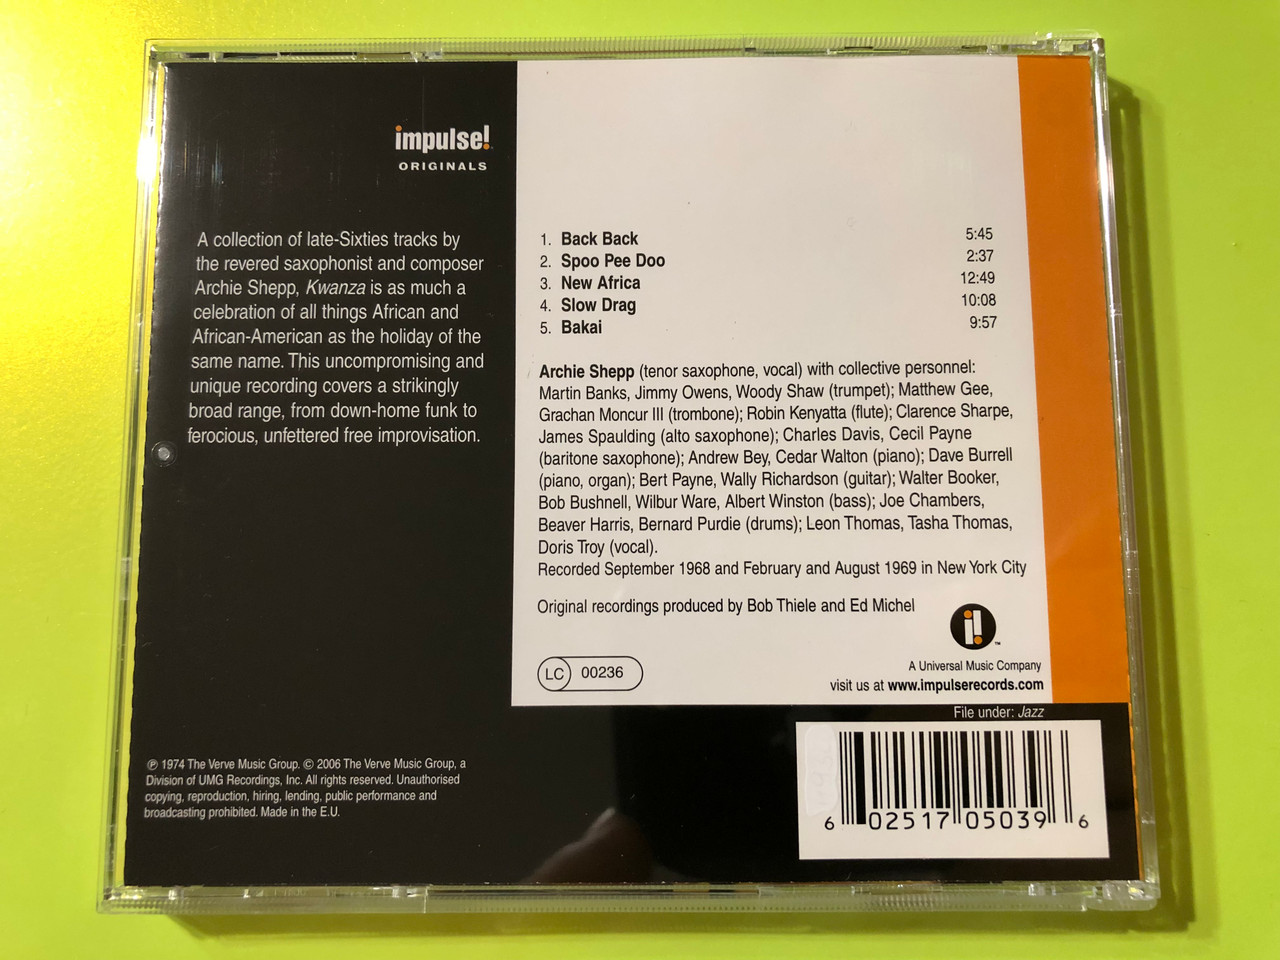 impulse!
ORIGINALS
A collection of late-Sixties tracks by
the revered saxophonist and composer
Archie Shepp, Kwanza is as much a
celebration of all things African and
African-American as the holiday of the
same name. This uncompromising and
unique recording covers a strikingly
broad range, from down-home funk to
ferocious, unfettered free improvisation.
1. Back Back 5:45
2. Spoo Pee Doo 2:37
3. New Africa 12:49
4. Slow Drag 10:08
5. Bakai 9:57
Archie Shepp (tenor saxophone, vocal) with collective personnel:
Martin Banks, Jimmy Owens, Woody Shaw (trumpet); Matthew Gee,
Grachan Moncur III (trombone); Robin Kenyatta (flute); Clarence Sharpe,
James Spaulding (alto saxophone); Charles Davis, Cecil Payne
(baritone saxophone); Andrew Bey, Cedar Walton (piano); Dave Burrell
(piano, organ); Bert Payne, Wally Richardson (guitar); Walter Booker,
Bob Bushnell, Wilbur Ware, Albert Winston (bass); Joe Chambers,
Beaver Harris, Bernard Purdie (drums); Leon Thomas, Tasha Thomas,
Doris Troy (vocal).
Recorded September 1968 and February and August 1969 in New York City
Original recordings produced by Bob Thiele and Ed Michel
i! ™
LC 00236
A Universal Music Company
visit us at www.impulserecords.com
File under: Jazz
℗ 1974 The Verve Music Group. © 2006 The Verve Music Group, a
Division of UMG Recordings, Inc. All rights reserved. Unauthorised
copying, reproduction, hiring, lending, public performance and
broadcasting prohibited. Made in the E.U.
6 02517 05039 6